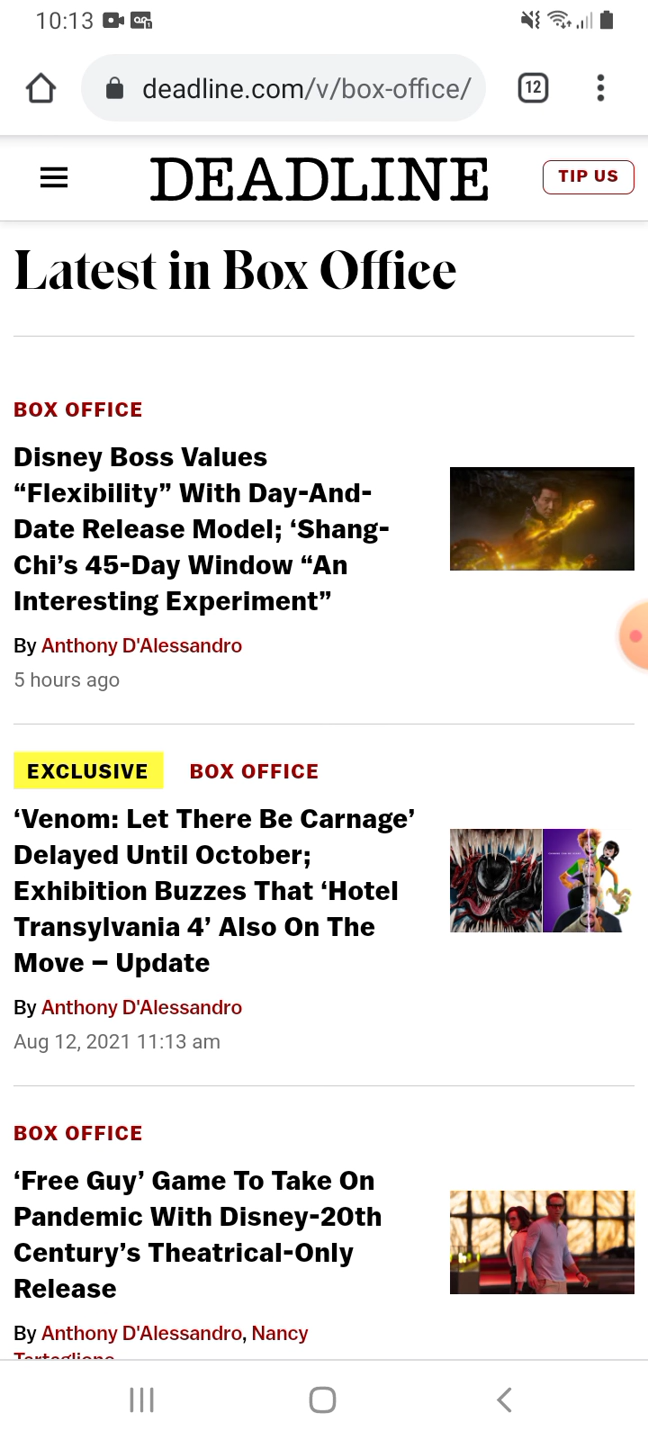 10:13
deadline.com/v/box-office/
12
DEADLINE
TIP US
Latest in Box Office
BOX OFFICE
Disney Boss Values
“Flexibility” With Day-And-
Date Release Model; ‘Shang-
Chi’s 45-Day Window “An
Interesting Experiment”
By Anthony D'Alessandro
5 hours ago
EXCLUSIVE BOX OFFICE
‘Venom: Let There Be Carnage’
Delayed Until October;
Exhibition Buzzes That ‘Hotel
Transylvania 4’ Also On The
Move – Update
By Anthony D'Alessandro
Aug 12, 2021 11:13 am
BOX OFFICE
‘Free Guy’ Game To Take On
Pandemic With Disney-20th
Century’s Theatrical-Only
Release
By Anthony D'Alessandro, Nancy